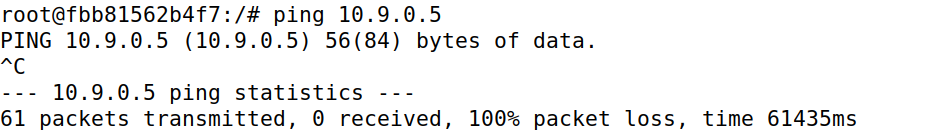 root@fbb81562b4f7:/# ping 10.9.0.5
PING 10.9.0.5 (10.9.0.5) 56(84) bytes of data.
^C
--- 10.9.0.5 ping statistics ---
61 packets transmitted, 0 received, 100% packet loss, time 61435ms